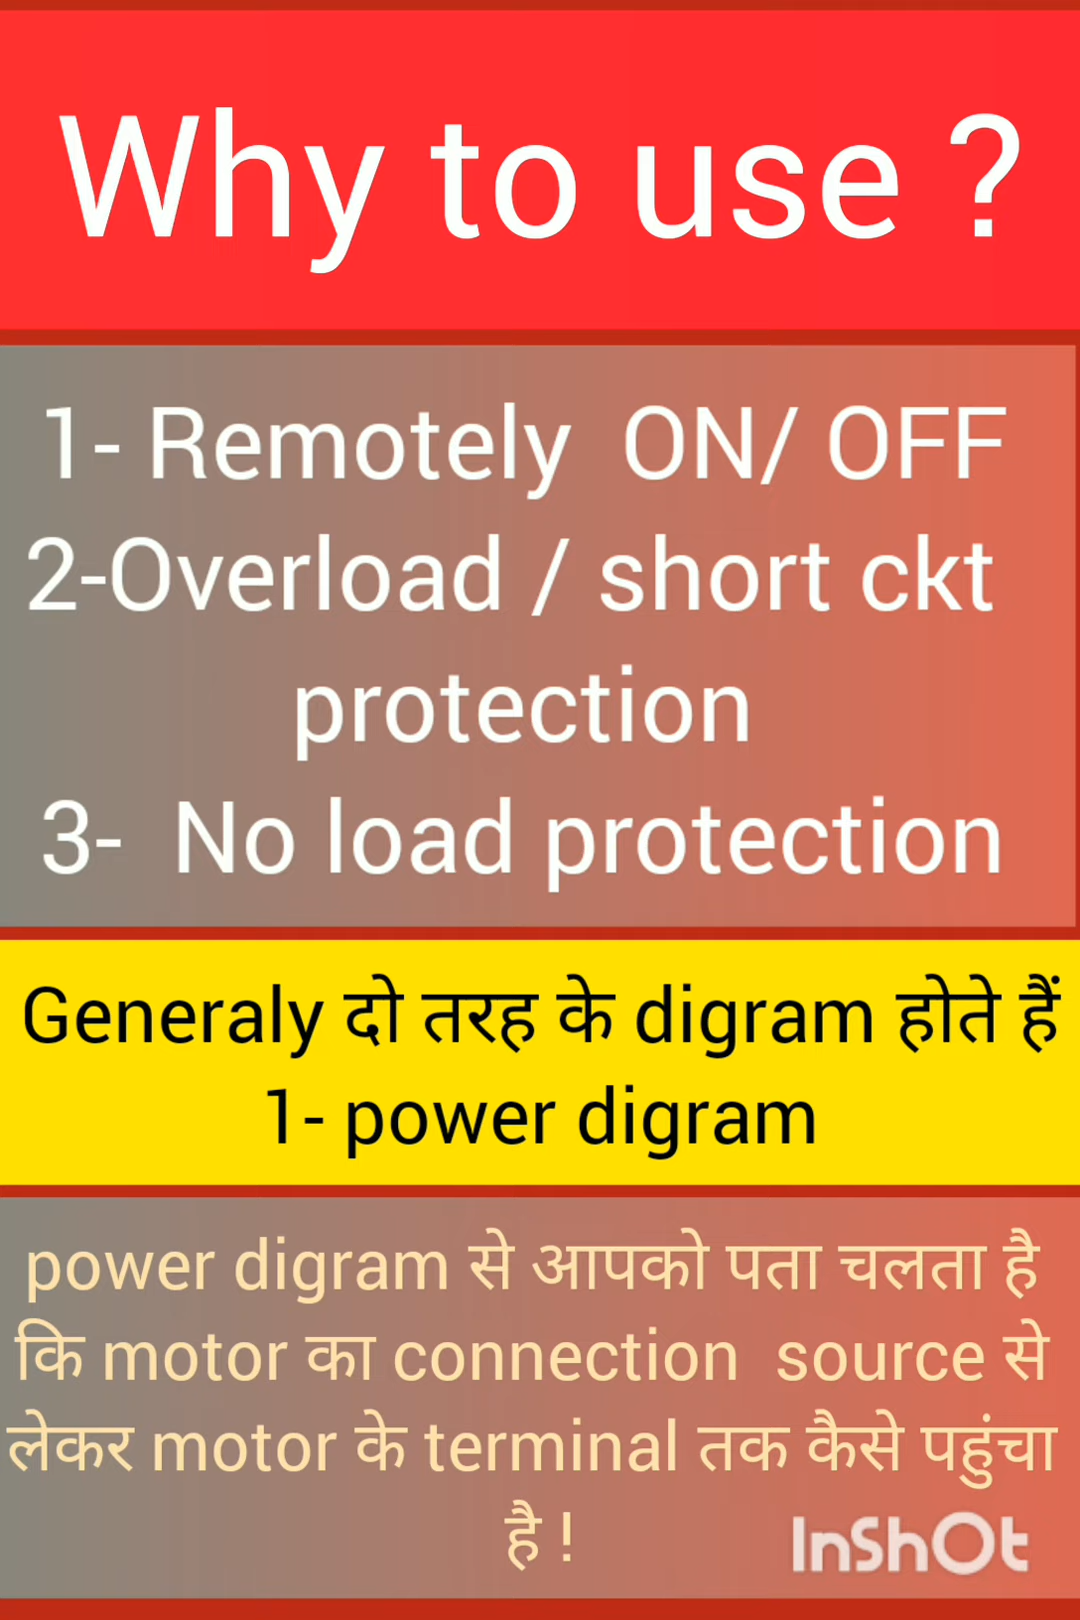 Why to use ?
1- Remotely ON/ OFF
2-Overload / short ckt
protection
3- No load protection
Generaly दो तरह के digram होते हैं
1- power digram
power digram से आपको पता चलता है
कि motor का connection source से
लेकर motor के terminal तक कैसे पहुंचा
है !
InShOt